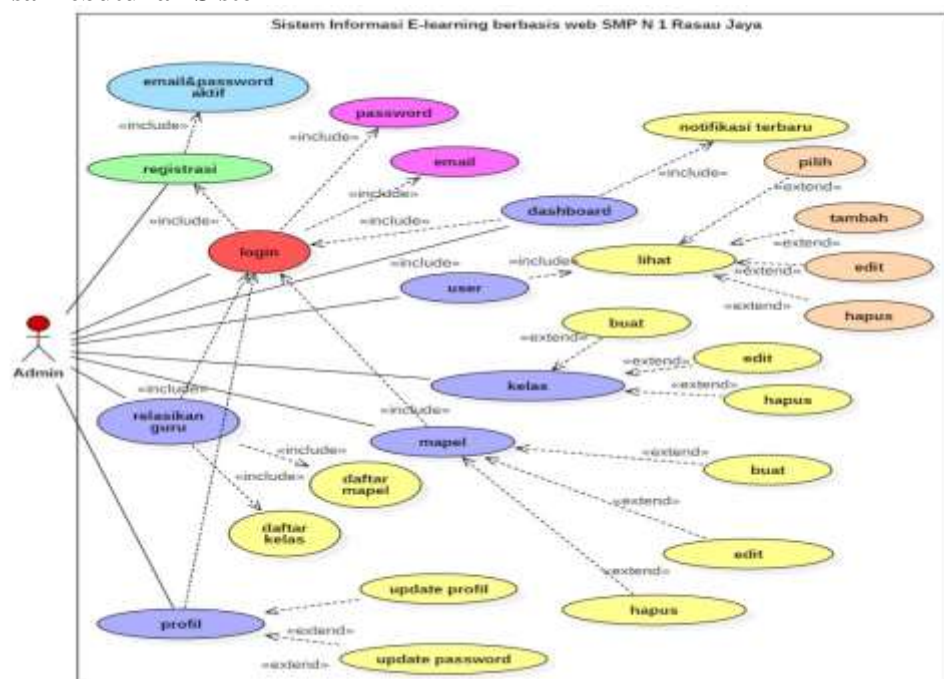 Sistem Informasi E-learning berbasis web SMP N 1 Rasau Jaya
email&password
aktif
«include»
password
«include»
notifikasi terbaru
registrasi
email
«include»
pilih
«include»
«include»
«include»
dashboard
«extend»
tambah
login
«include»
«include»
lihat
«extend»
edit
user
«extend»
«extend»
hapus
buat
Admin
«extend»
«extend»
edit
kelas
«include»
«extend»
hapus
relasikan
guru
«include»
mapel
«include»
«extend»
buat
«include»
daftar
mapel
«extend»
daftar
kelas
edit
«extend»
update profil
hapus
profil
«extend»
update password
«extend»